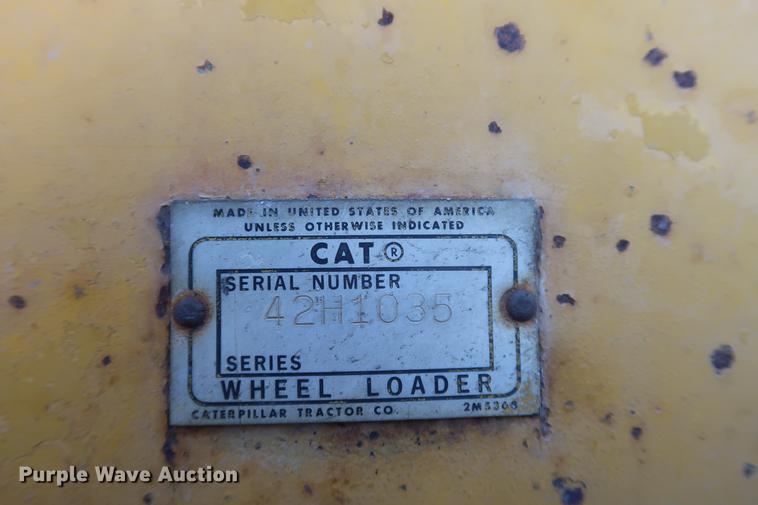 MADE IN UNITED STATES OF AMERICA
UNLESS OTHERWISE INDICATED
CAT®
SERIAL NUMBER
42H1035
SERIES
WHEEL LOADER
CATERPILLAR TRACTOR CO. 2M5368
Purple Wave Auction